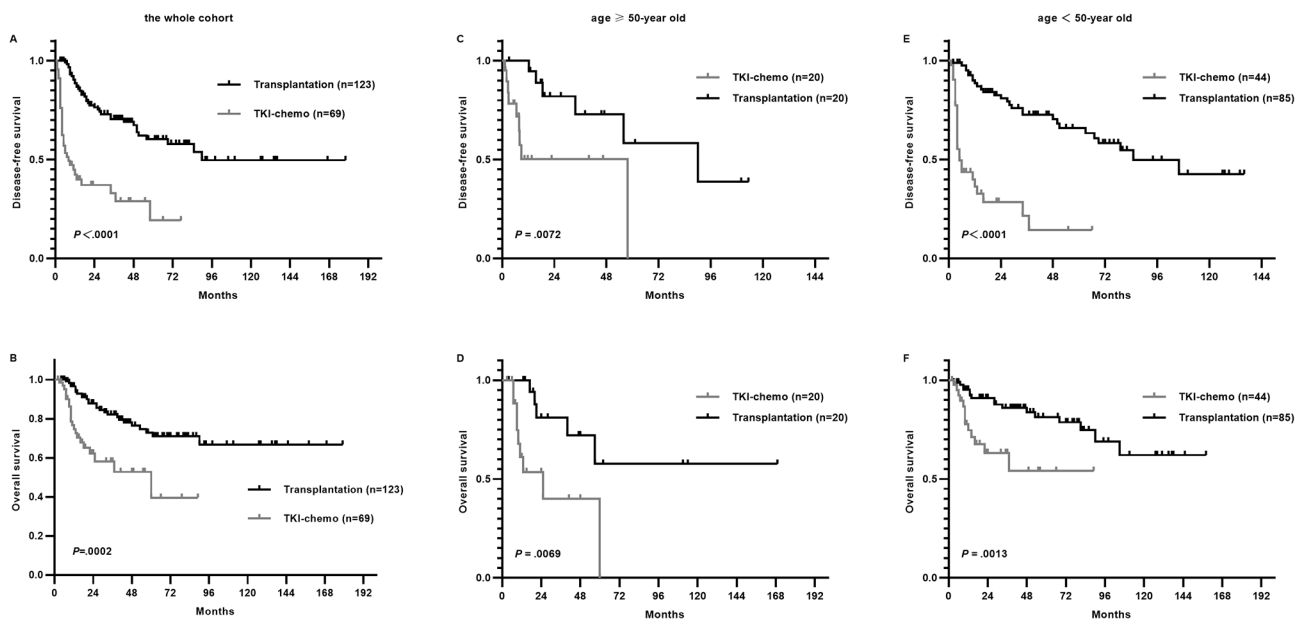 the whole cohort
age ⩾ 50-year old
age < 50-year old
A
Disease-free survival
1.0
0.5
0.0
Transplantation (n=123)
TKI-chemo (n=69)
P<.0001
0 24 48 72 96 120 144 168 192
Months
C
Disease-free survival
1.0
0.5
0.0
TKI-chemo (n=20)
Transplantation (n=20)
P = .0072
0 24 48 72 96 120 144
Months
E
Disease-free survival
1.0
0.5
0.0
TKI-chemo (n=44)
Transplantation (n=85)
P<.0001
0 24 48 72 96 120 144
Months
B
Overall survival
1.0
0.8
0.6
0.4
0.2
0.0
Transplantation (n=123)
TKI-chemo (n=69)
P=.0002
0 24 48 72 96 120 144 168 192
Months
D
Overall survival
1.0
0.5
0.0
TKI-chemo (n=20)
Transplantation (n=20)
P = .0069
0 24 48 72 96 120 144 168 192
Months
F
Overall survival
1.0
0.5
0.0
TKI-chemo (n=44)
Transplantation (n=85)
P = .0013
0 24 48 72 96 120 144 168 192
Months